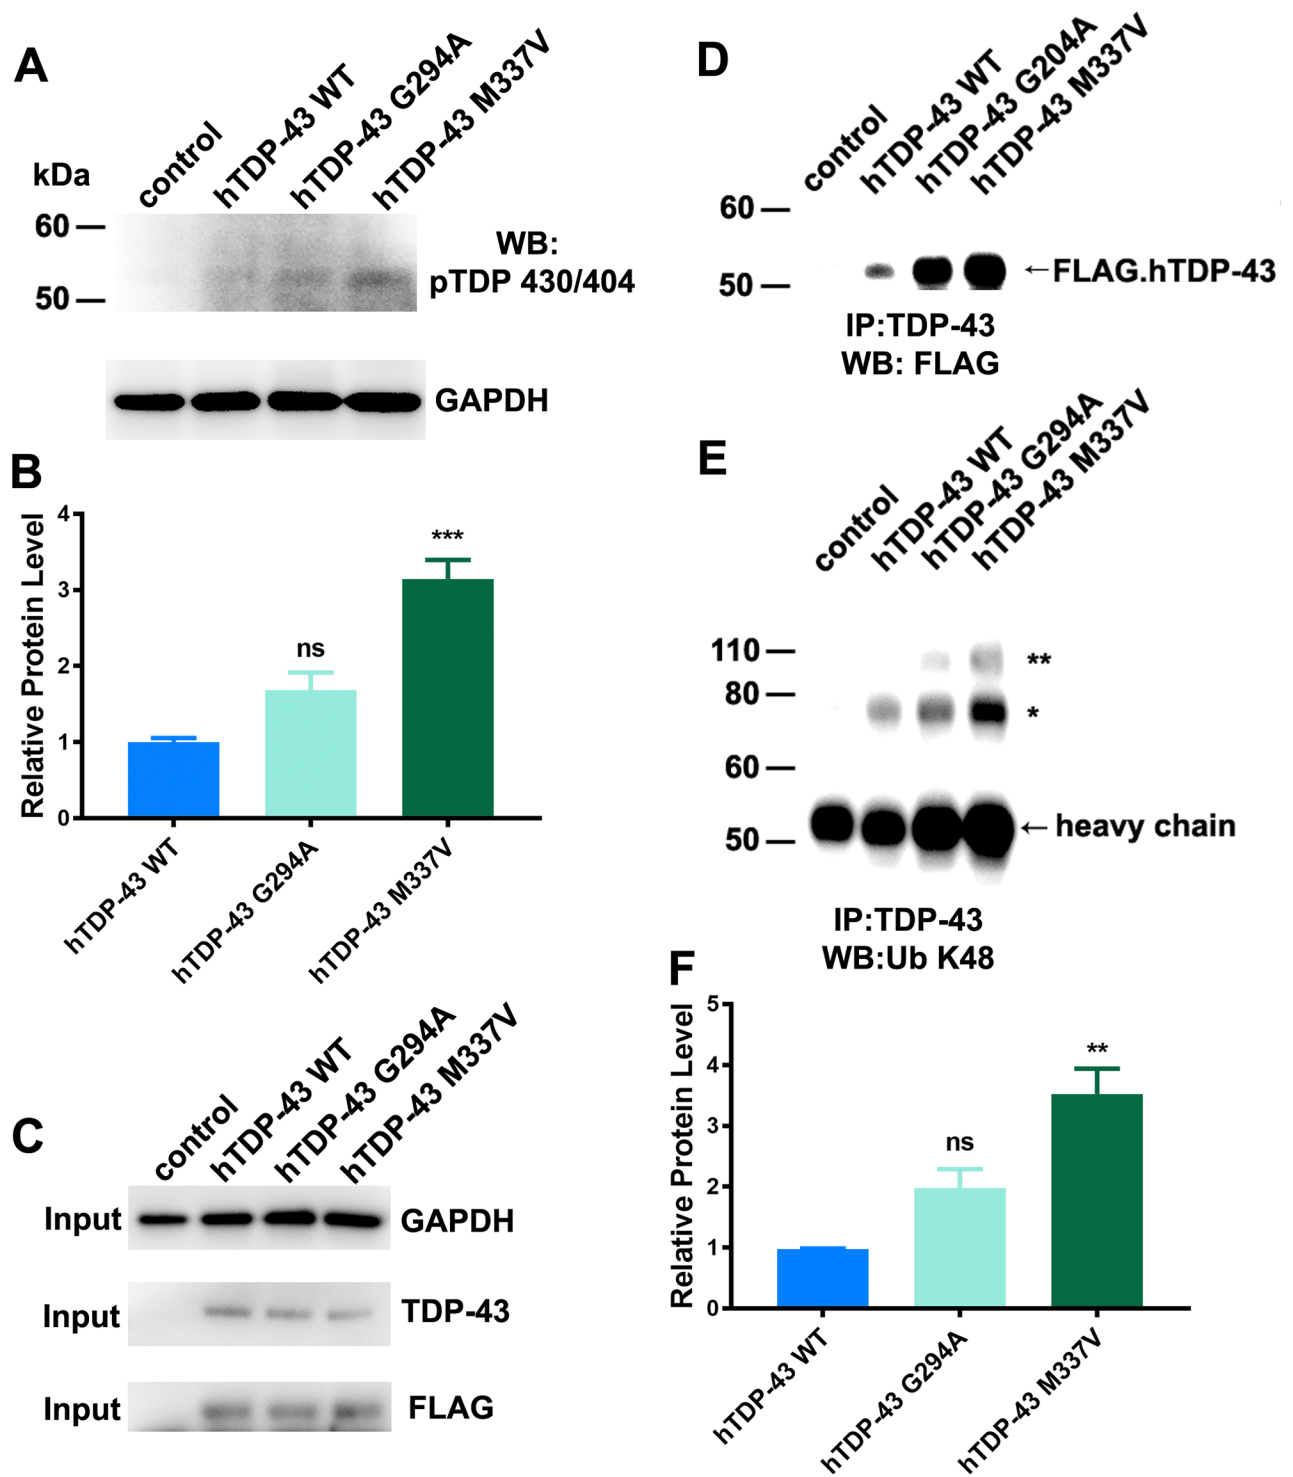 A
control
hTDP-43 WT
hTDP-43 G294A
hTDP-43 M337V
kDa
60
50
WB:
pTDP 430/404
GAPDH
B
Relative Protein Level
4
3
2
1
0
ns
***
hTDP-43 WT
hTDP-43 G294A
hTDP-43 M337V
C
control
hTDP-43 WT
hTDP-43 G294A
hTDP-43 M337V
Input GAPDH
Input TDP-43
Input FLAG
D
control
hTDP-43 WT
hTDP-43 G204A
hTDP-43 M337V
60
50
←FLAG.hTDP-43
IP:TDP-43
WB: FLAG
E
control
hTDP-43 WT
hTDP-43 G294A
hTDP-43 M337V
110
**
80
*
60
50
← heavy chain
IP:TDP-43
WB:Ub K48
F
Relative Protein Level
5
4
3
2
1
0
ns
**
hTDP-43 WT
hTDP-43 G294A
hTDP-43 M337V